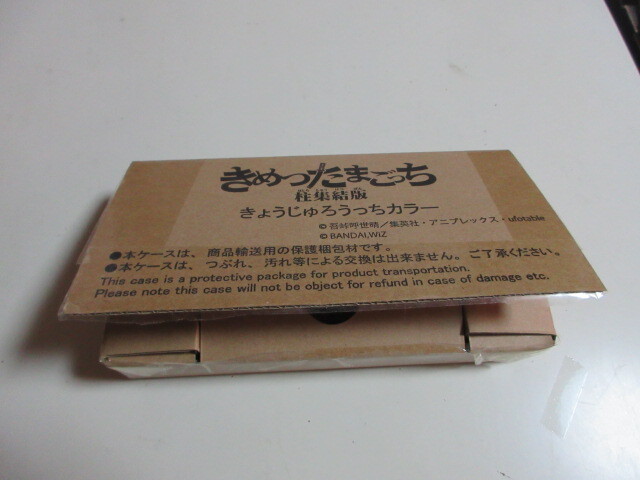 きめつたまごっち
柱集結版
きょうじゅろうっちカラー
©吾峠呼世晴／集英社・アニプレックス・ufotable
©BANDAI,WiZ
●本ケースは、商品輸送用の保護梱包材です。
●本ケースは、つぶれ、汚れ等による交換は出来ません。ご了承ください。
This case is a protective package for product transportation.
Please note this case will not be object for refund in case of damage etc.